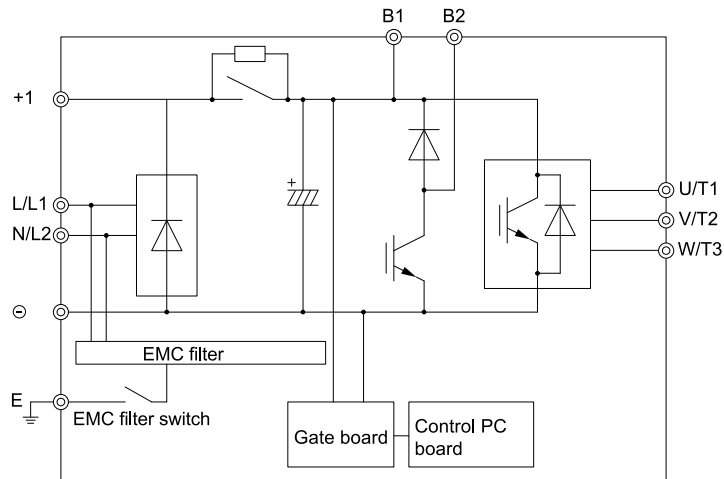 B1
B2
+1
L/L1
N/L2
U/T1
V/T2
W/T3
+
⊖
EMC filter
E
EMC filter switch
Gate board
Control PC
board